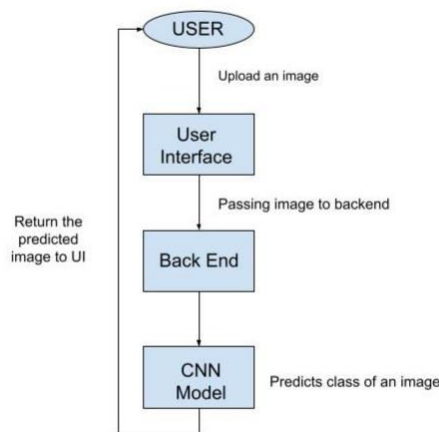 USER
Upload an image
User
Interface
Passing image to backend
Return the
predicted
image to UI
Back End
CNN
Model
Predicts class of an image